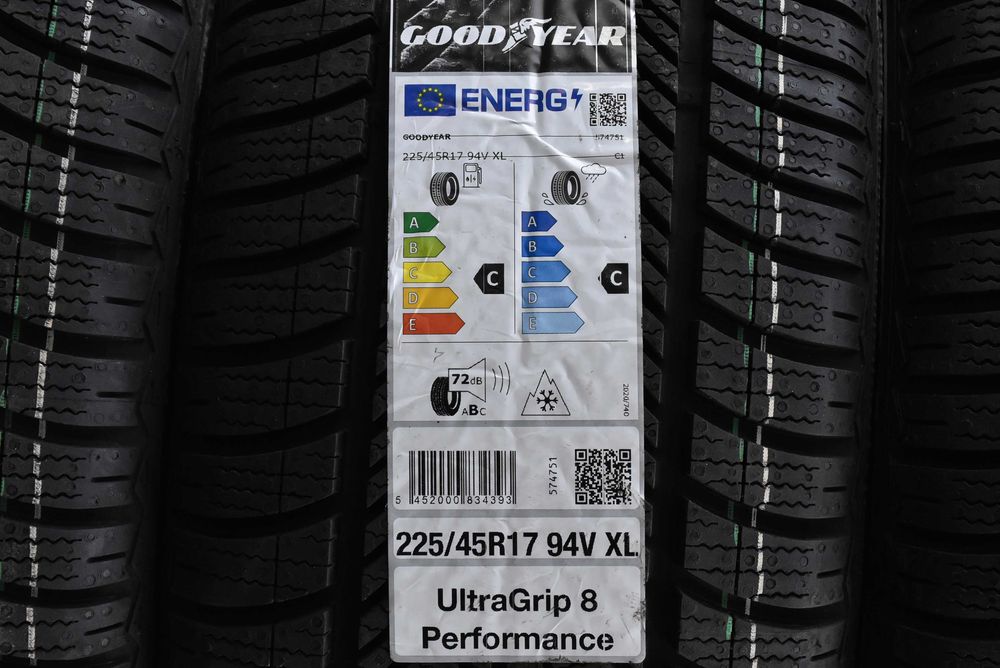 GOODYEAR
ENERG
GOODYEAR 574751
225/45R17 94V XL C1
A A
B B
C C C C
D D
E E
72dB
ABC
2020/740
574751
5 452000 834393
225/45R17 94V XL
UltraGrip 8
Performance